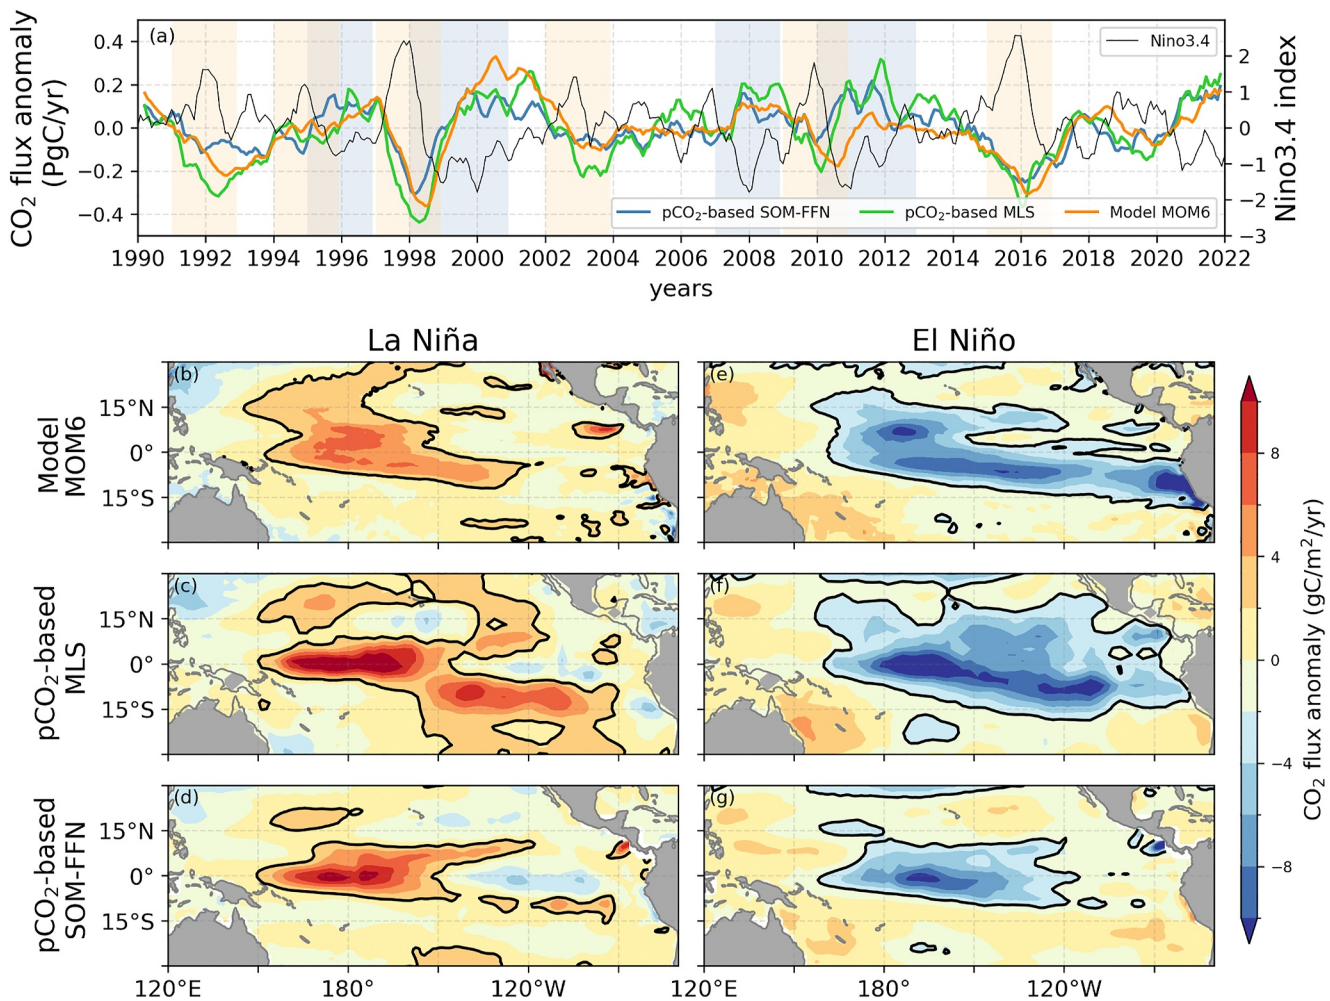 CO₂ flux anomaly
(PgC/yr)
(a)
0.4
0.2
0.0
−0.2
−0.4
Nino3.4
2
1
0
−1
−2
−3
Nino3.4 index
pCO₂-based SOM-FFN
pCO₂-based MLS
Model MOM6
1990 1992 1994 1996 1998 2000 2002 2004 2006 2008 2010 2012 2014 2016 2018 2020 2022
years
La Niña
El Niño
Model
MOM6
(b)
15°N
0°
15°S
(e)
pCO₂-based
MLS
(c)
15°N
0°
15°S
(f)
pCO₂-based
SOM-FFN
(d)
15°N
0°
15°S
(g)
120°E 180° 120°W
120°E 180° 120°W
8
4
0
−4
−8
CO₂ flux anomaly (gC/m²/yr)